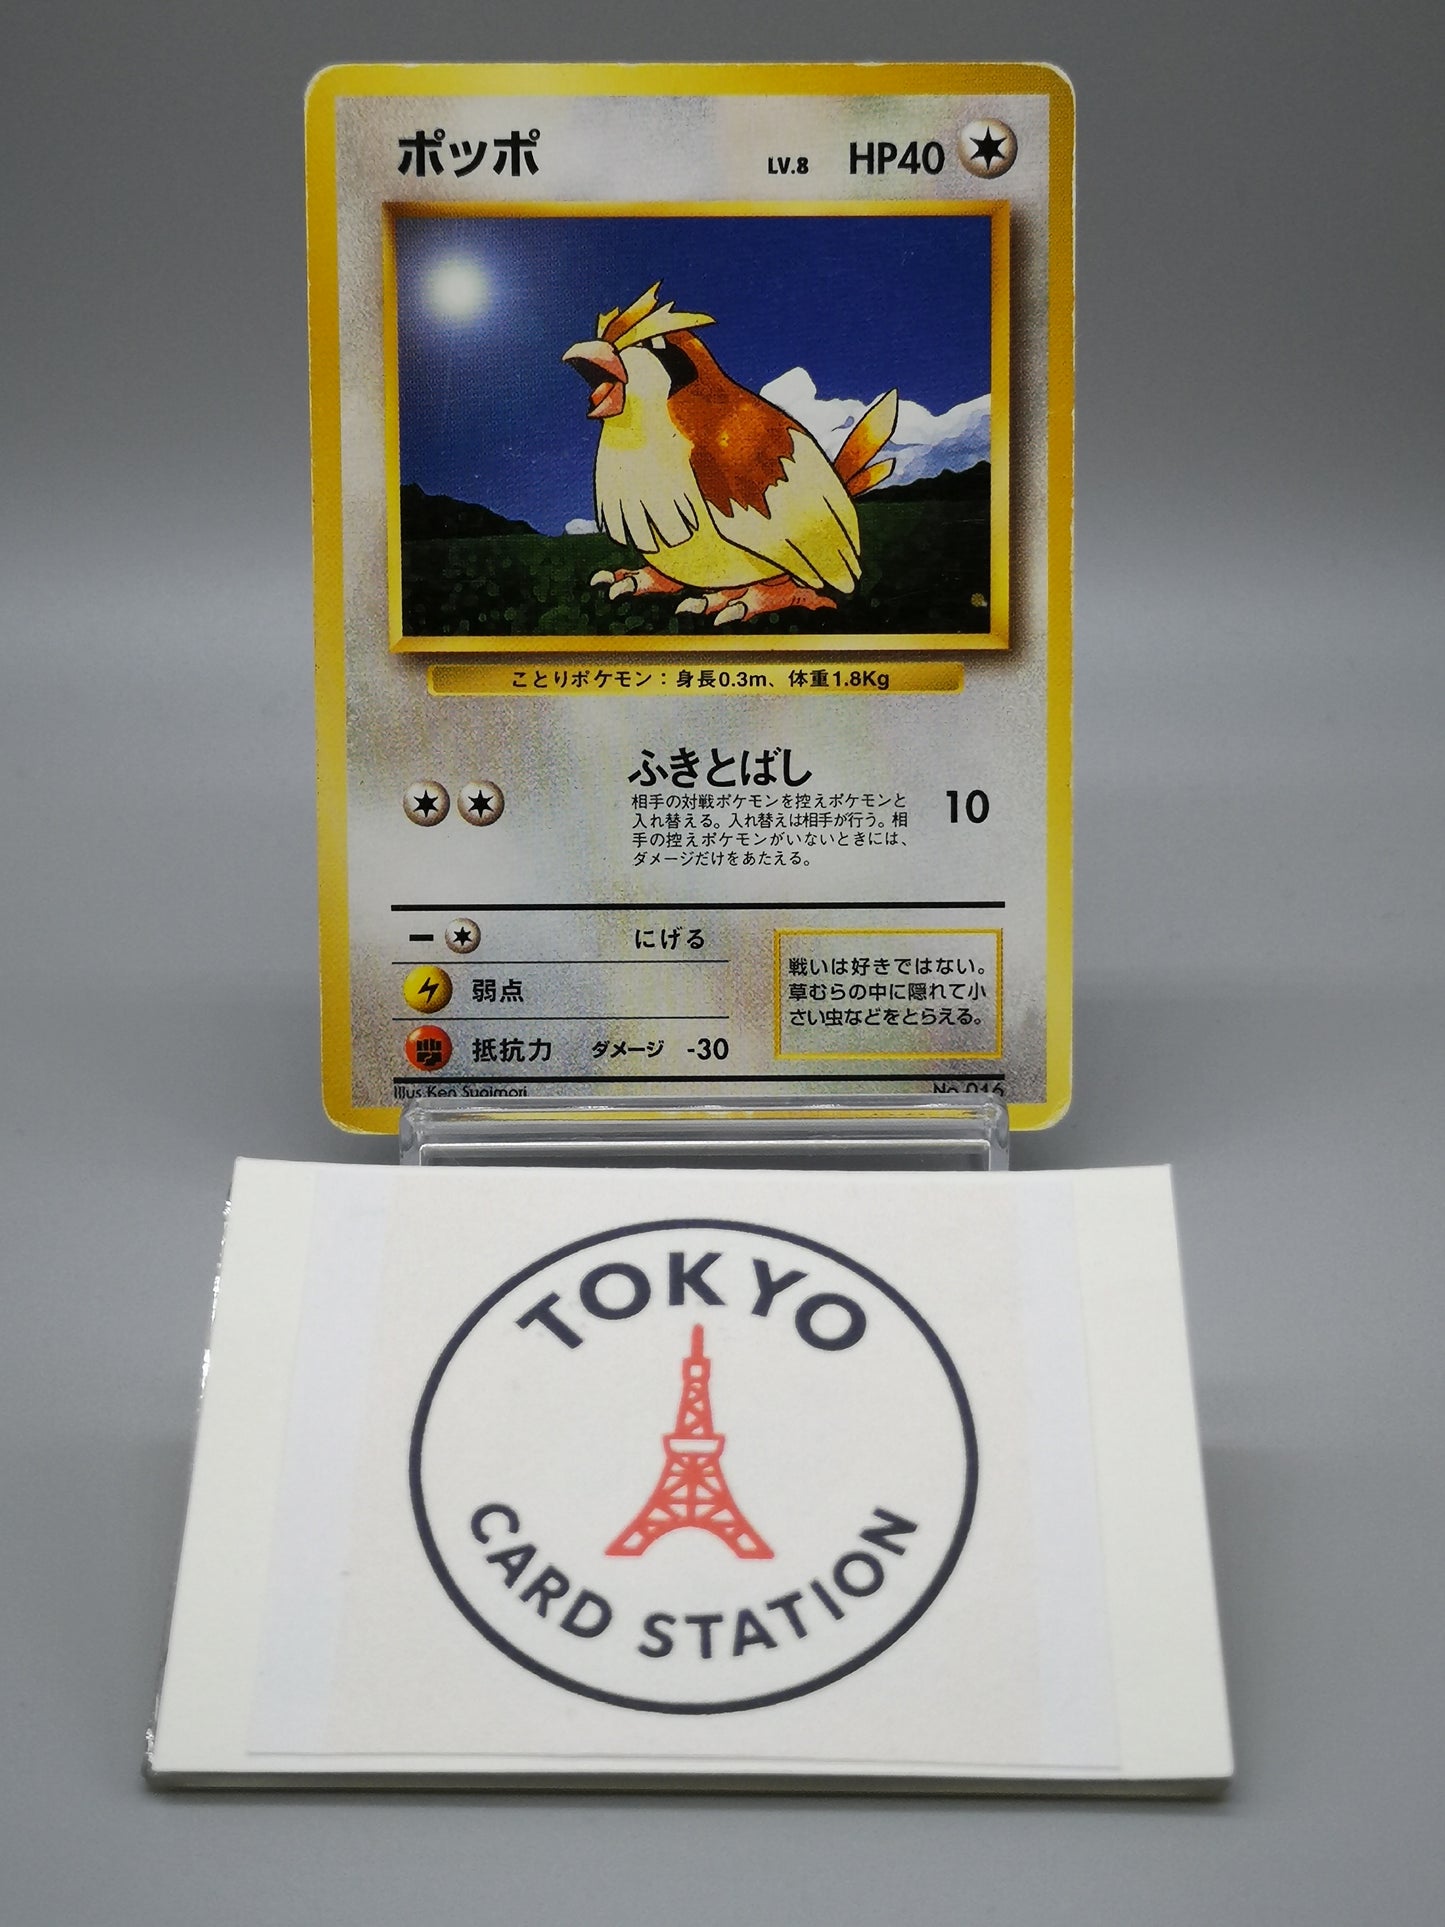 ポッポ LV.8 HP40
ことりポケモン：身長0.3m、体重1.8Kg
ふきとばし
相手の対戦ポケモンを控えポケモンと
入れ替える。入れ替えは相手が行う。相
手の控えポケモンがいないときには、
ダメージだけをあたえる。
10
ー にげる
弱点
抵抗力 ダメージ -30
戦いは好きではない。
草むらの中に隠れて小
さい虫などをとらえる。
Illus.Ken Sugimori No.016
TOKYO
CARD STATION